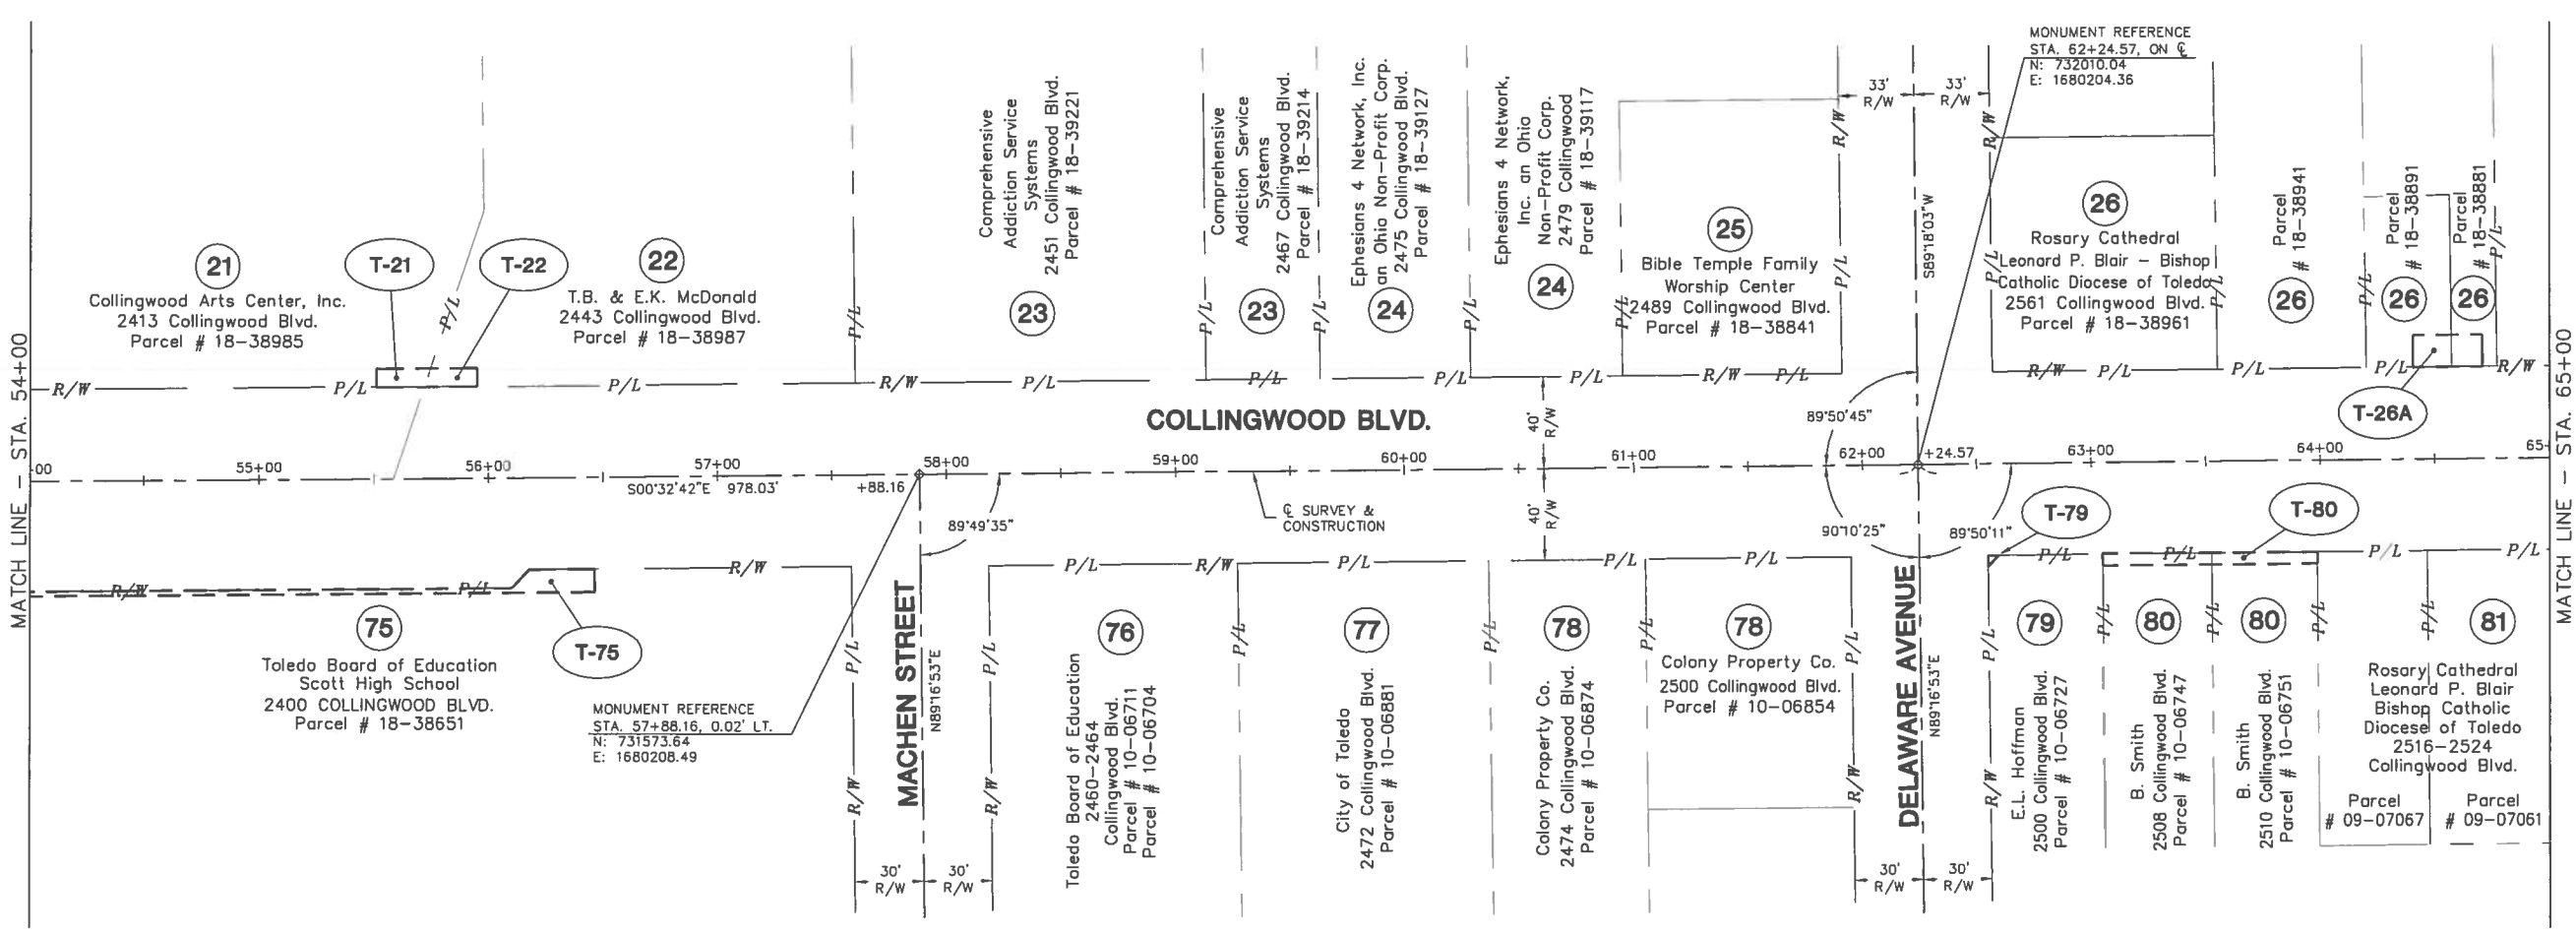 MATCH LINE - STA. 54+00
21
Collingwood Arts Center, Inc.
2413 Collingwood Blvd.
Parcel # 18-38985
T-21
T-22
P/L
22
T.B. & E.K. McDonald
2443 Collingwood Blvd.
Parcel # 18-38987
P/L
Comprehensive
Addiction Service
Systems
2451 Collingwood Blvd.
Parcel # 18-39221
23
P/L
Comprehensive
Addiction Service
Systems
2467 Collingwood Blvd.
Parcel # 18-39214
23
P/L
Ephesians 4 Network, Inc.
an Ohio Non-Profit Corp.
2475 Collingwood Blvd.
Parcel # 18-39127
24
P/L
Ephesians 4 Network,
Inc. an Ohio
Non-Profit Corp.
2479 Collingwood
Parcel # 18-39117
24
P/L
25
Bible Temple Family
Worship Center
2489 Collingwood Blvd.
Parcel # 18-38841
R/W
P/L
33'
R/W
33'
R/W
S89°18'03"W
MONUMENT REFERENCE
STA. 62+24.57, ON ℄
N: 732010.04
E: 1680204.36
R/W
P/L
26
Rosary Cathedral
Leonard P. Blair - Bishop
Catholic Diocese of Toledo
2561 Collingwood Blvd.
Parcel # 18-38961
P/L
Parcel
# 18-38941
26
P/L
Parcel
# 18-38891
26
Parcel
# 18-38881
26
P/L
T-26A
MATCH LINE - STA. 65+00
R/W
P/L
P/L
R/W
P/L
P/L
P/L
P/L
R/W
P/L
R/W
P/L
P/L
P/L
R/W
COLLINGWOOD BLVD.
40'
R/W
40'
R/W
89°50'45"
00
55+00
56+00
57+00
58+00
59+00
60+00
61+00
62+00
+24.57
63+00
64+00
65
S00°32'42"E 978.03'
+88.16
89°49'35"
℄ SURVEY &
CONSTRUCTION
90°10'25"
89°50'11"
T-79
T-80
R/W
P/L
R/W
P/L
R/W
P/L
P/L
P/L
P/L
P/L
P/L
P/L
75
Toledo Board of Education
Scott High School
2400 COLLINGWOOD BLVD.
Parcel # 18-38651
T-75
MONUMENT REFERENCE
STA. 57+88.16, 0.02' LT.
N: 731573.64
E: 1680208.49
P/L
R/W
MACHEN STREET
N89°16'53"E
30'
R/W
30'
R/W
P/L
R/W
76
Toledo Board of Education
2460-2464
Collingwood Blvd.
Parcel # 10-06711
Parcel # 10-06704
P/L
77
City of Toledo
2472 Collingwood Blvd.
Parcel # 10-06881
P/L
78
Colony Property Co.
2474 Collingwood Blvd.
Parcel # 10-06874
P/L
78
Colony Property Co.
2500 Collingwood Blvd.
Parcel # 10-06854
P/L
R/W
DELAWARE AVENUE
N89°16'53"E
30'
R/W
30'
R/W
P/L
R/W
79
E.L. Hoffman
2500 Collingwood Blvd.
Parcel # 10-06727
P/L
80
B. Smith
2508 Collingwood Blvd.
Parcel # 10-06747
P/L
80
B. Smith
2510 Collingwood Blvd.
Parcel # 10-06751
P/L
P/L
81
Rosary Cathedral
Leonard P. Blair
Bishop Catholic
Diocese of Toledo
2516-2524
Collingwood Blvd.
Parcel
# 09-07067
Parcel
# 09-07061